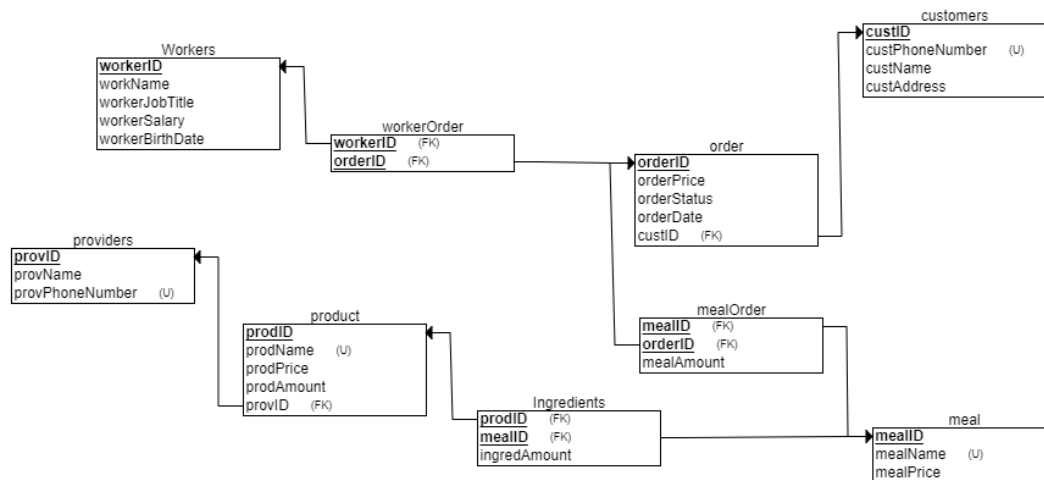 customers
custID
custPhoneNumber (U)
custName
custAddress
Workers
workerID
workName
workerJobTitle
workerSalary
workerBirthDate
workerOrder
workerID (FK)
orderID (FK)
order
orderID
orderPrice
orderStatus
orderDate
custID (FK)
providers
provID
provName
provPhoneNumber (U)
product
prodID
prodName (U)
prodPrice
prodAmount
provID (FK)
mealOrder
mealID (FK)
orderID (FK)
mealAmount
Ingredients
prodID (FK)
mealID (FK)
ingredAmount
meal
mealID
mealName (U)
mealPrice